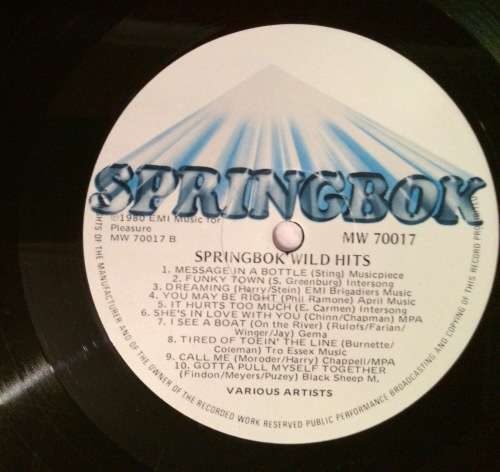 SPRINGBOK
©1980 EMI Music for
Pleasure
MW 70017 B
MW 70017
SPRINGBOK WILD HITS
1. MESSAGE IN A BOTTLE (Sting) Musicpiece
2. FUNKY TOWN (S. Greenburg) Intersong
3. DREAMING (Harry/Stein) EMI Brigadiers Music
4. YOU MAY BE RIGHT (Phil Ramone) April Music
5. IT HURTS TOO MUCH (E. Carmen) Intersong
6. SHE'S IN LOVE WITH YOU (Chinn/Chapman) MPA
7. I SEE A BOAT (On the River) (Rulofs/Farian/
Winger/Jay) Gema
8. TIRED OF TOEIN' THE LINE (Burnette/
Coleman) Tro Essex Music
9. CALL ME (Moroder/Harry) Chappell/MPA
10. GOTTA PULL MYSELF TOGETHER
(Findon/Meyers/Puzey) Black Sheep M.
VARIOUS ARTISTS
OF THE MANUFACTURER AND OF THE OWNER OF THE RECORDED WORK RESERVED PUBLIC PERFORMANCE BROADCASTING AND COPYING OF THIS RECORD